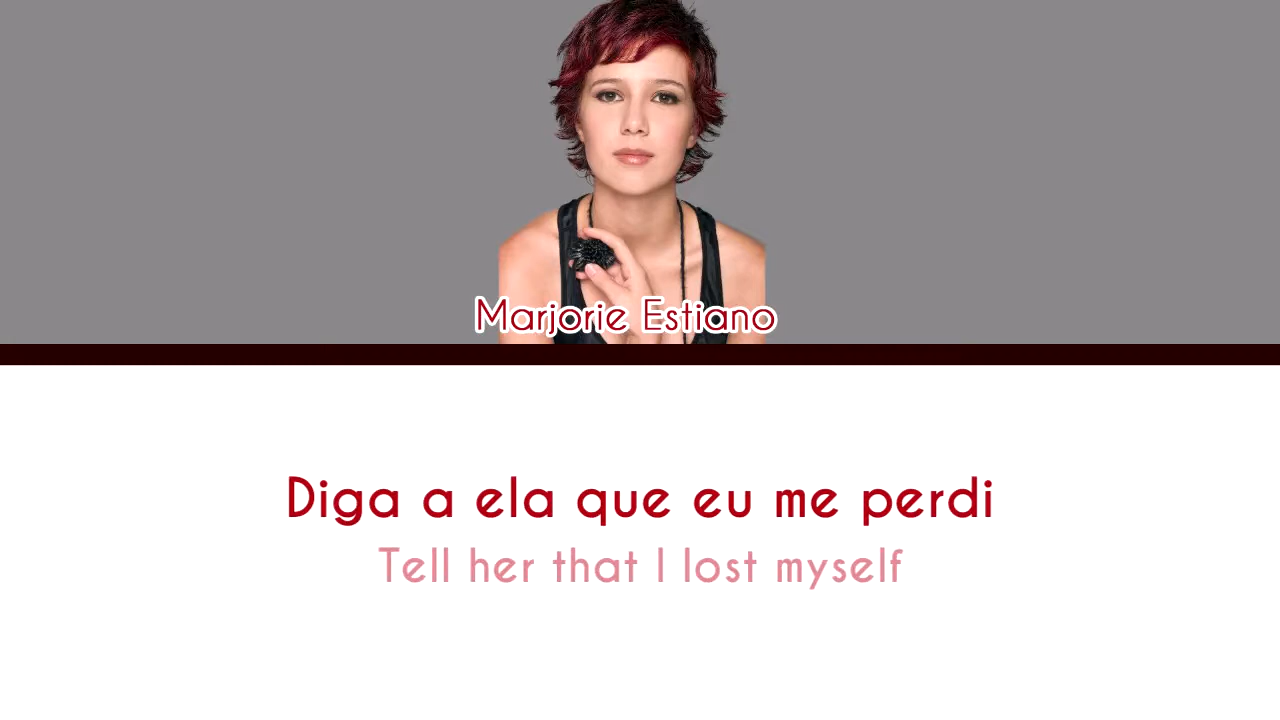 Marjorie Estiano
Diga a ela que eu me perdi
Tell her that I lost myself